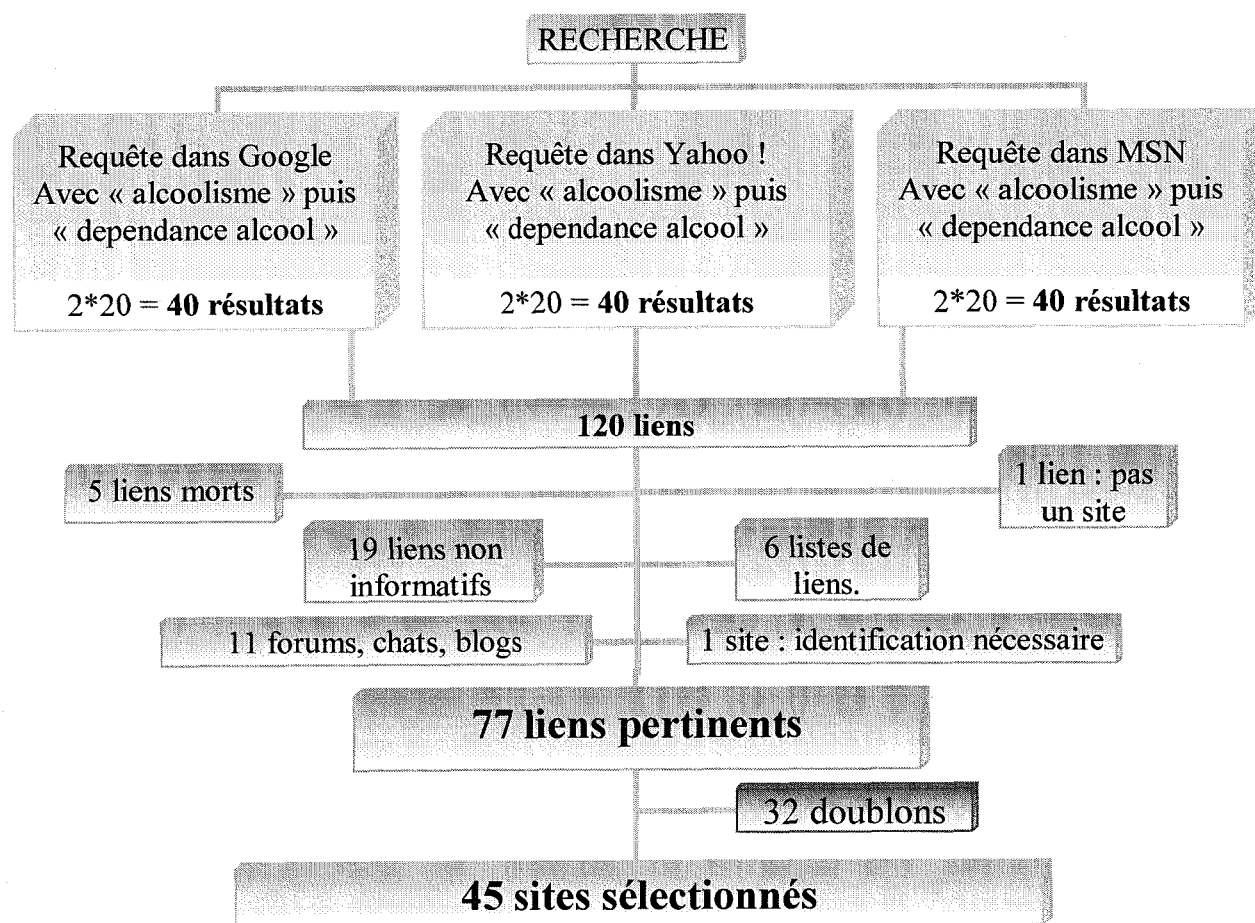 RECHERCHE
Requête dans Google
Avec « alcoolisme » puis
« dependance alcool »
2*20 = 40 résultats
Requête dans Yahoo !
Avec « alcoolisme » puis
« dependance alcool »
2*20 = 40 résultats
Requête dans MSN
Avec « alcoolisme » puis
« dependance alcool »
2*20 = 40 résultats
120 liens
5 liens morts
1 lien : pas
un site
19 liens non
informatifs
6 listes de
liens.
11 forums, chats, blogs
1 site : identification nécessaire
77 liens pertinents
32 doublons
45 sites sélectionnés